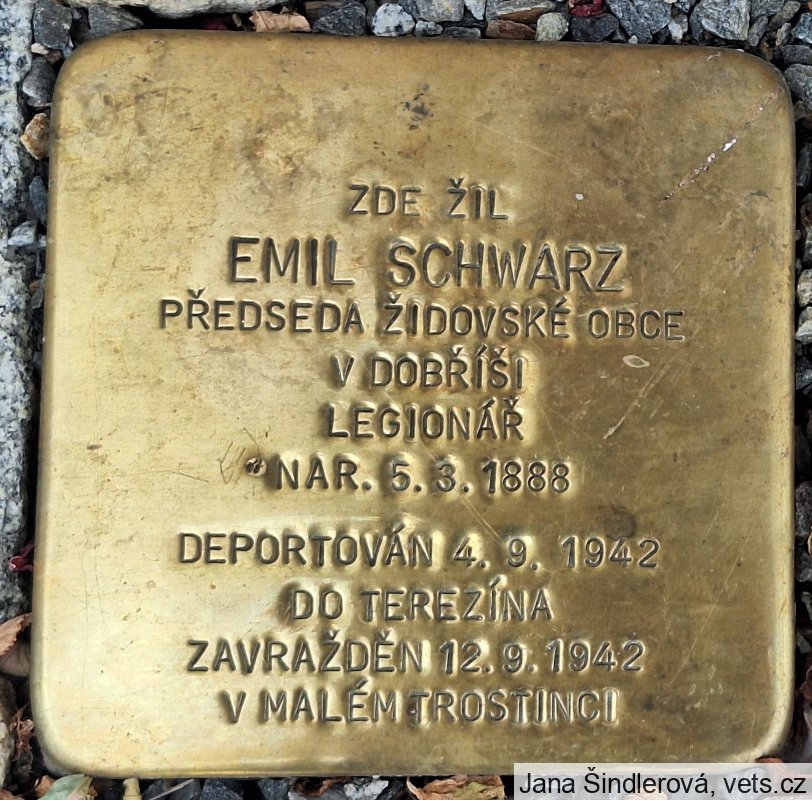 ZDE ŽIL
EMIL SCHWARZ
PŘEDSEDA ŽIDOVSKÉ OBCE
V DOBŘÍŠI
LEGIONÁŘ
NAR. 5. 3. 1888
DEPORTOVÁN 4. 9. 1942
DO TEREZÍNA
ZAVRAŽDĚN 12. 9. 1942
V MALÉM TROSTINCI
Jana Šindlerová, vets.cz